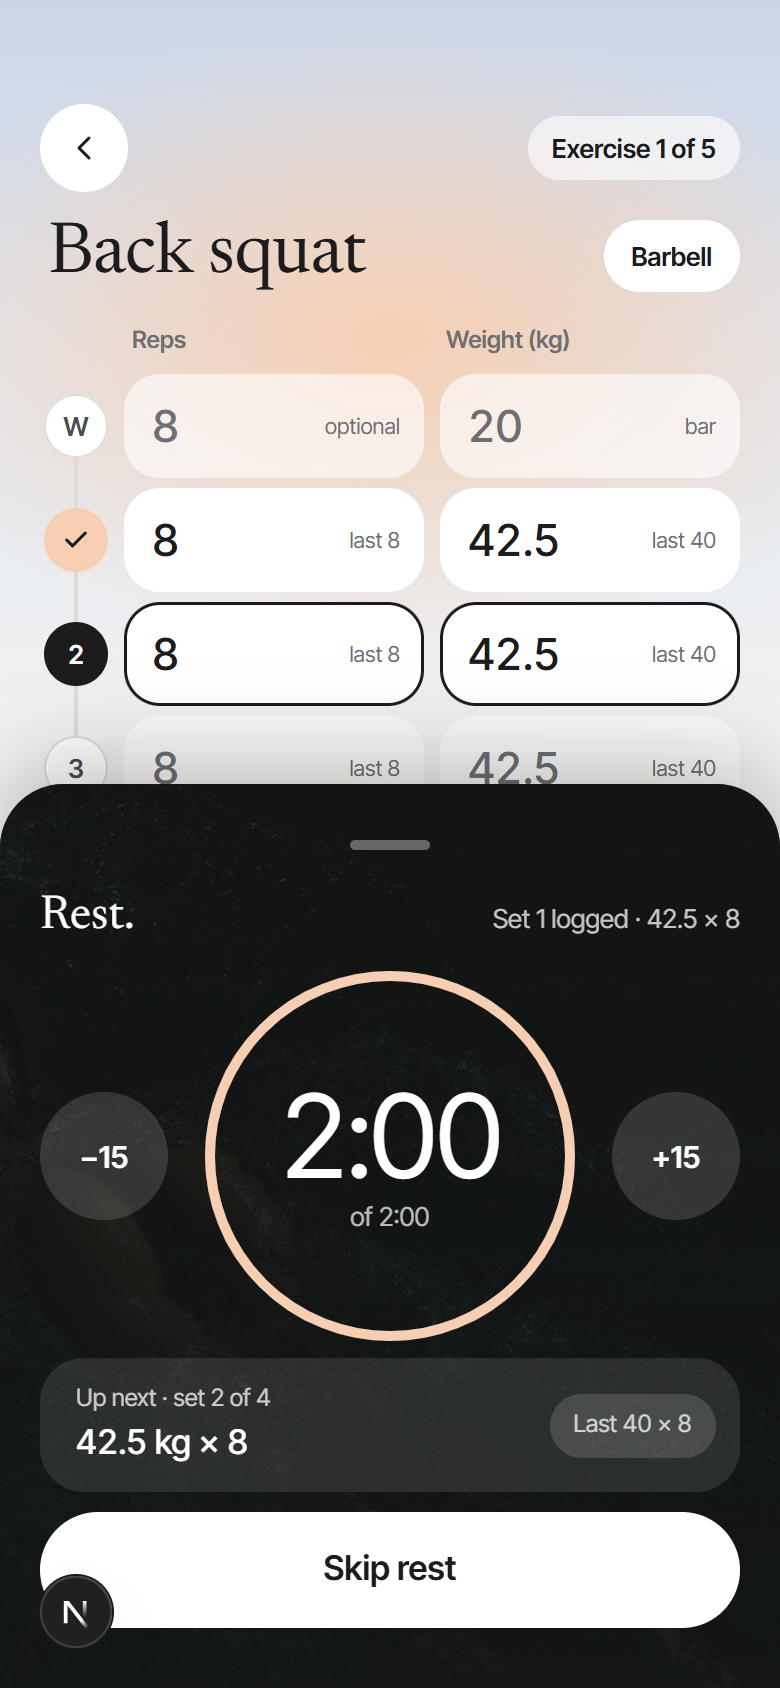 Exercise 1 of 5
Back squat
Barbell
Reps
Weight (kg)
W
8
optional
20
bar
8
last 8
42.5
last 40
2
8
last 8
42.5
last 40
3
8
last 8
42.5
last 40
Rest.
Set 1 logged · 42.5 × 8
−15
2:00
of 2:00
+15
Up next · set 2 of 4
42.5 kg × 8
Last 40 × 8
Skip rest
N